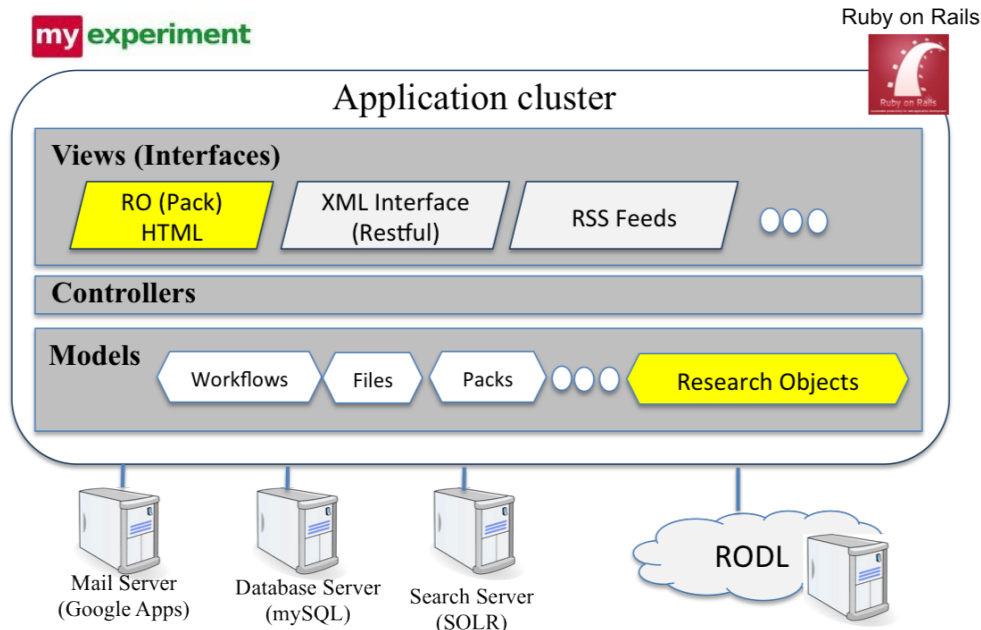 Ruby on Rails
my experiment
Ruby on Rails
Application cluster
Views (Interfaces)
RO (Pack)
HTML
XML Interface
(Restful)
RSS Feeds
Controllers
Models
Workflows
Files
Packs
Research Objects
RODL
Mail Server
(Google Apps)
Database Server
(mySQL)
Search Server
(SOLR)